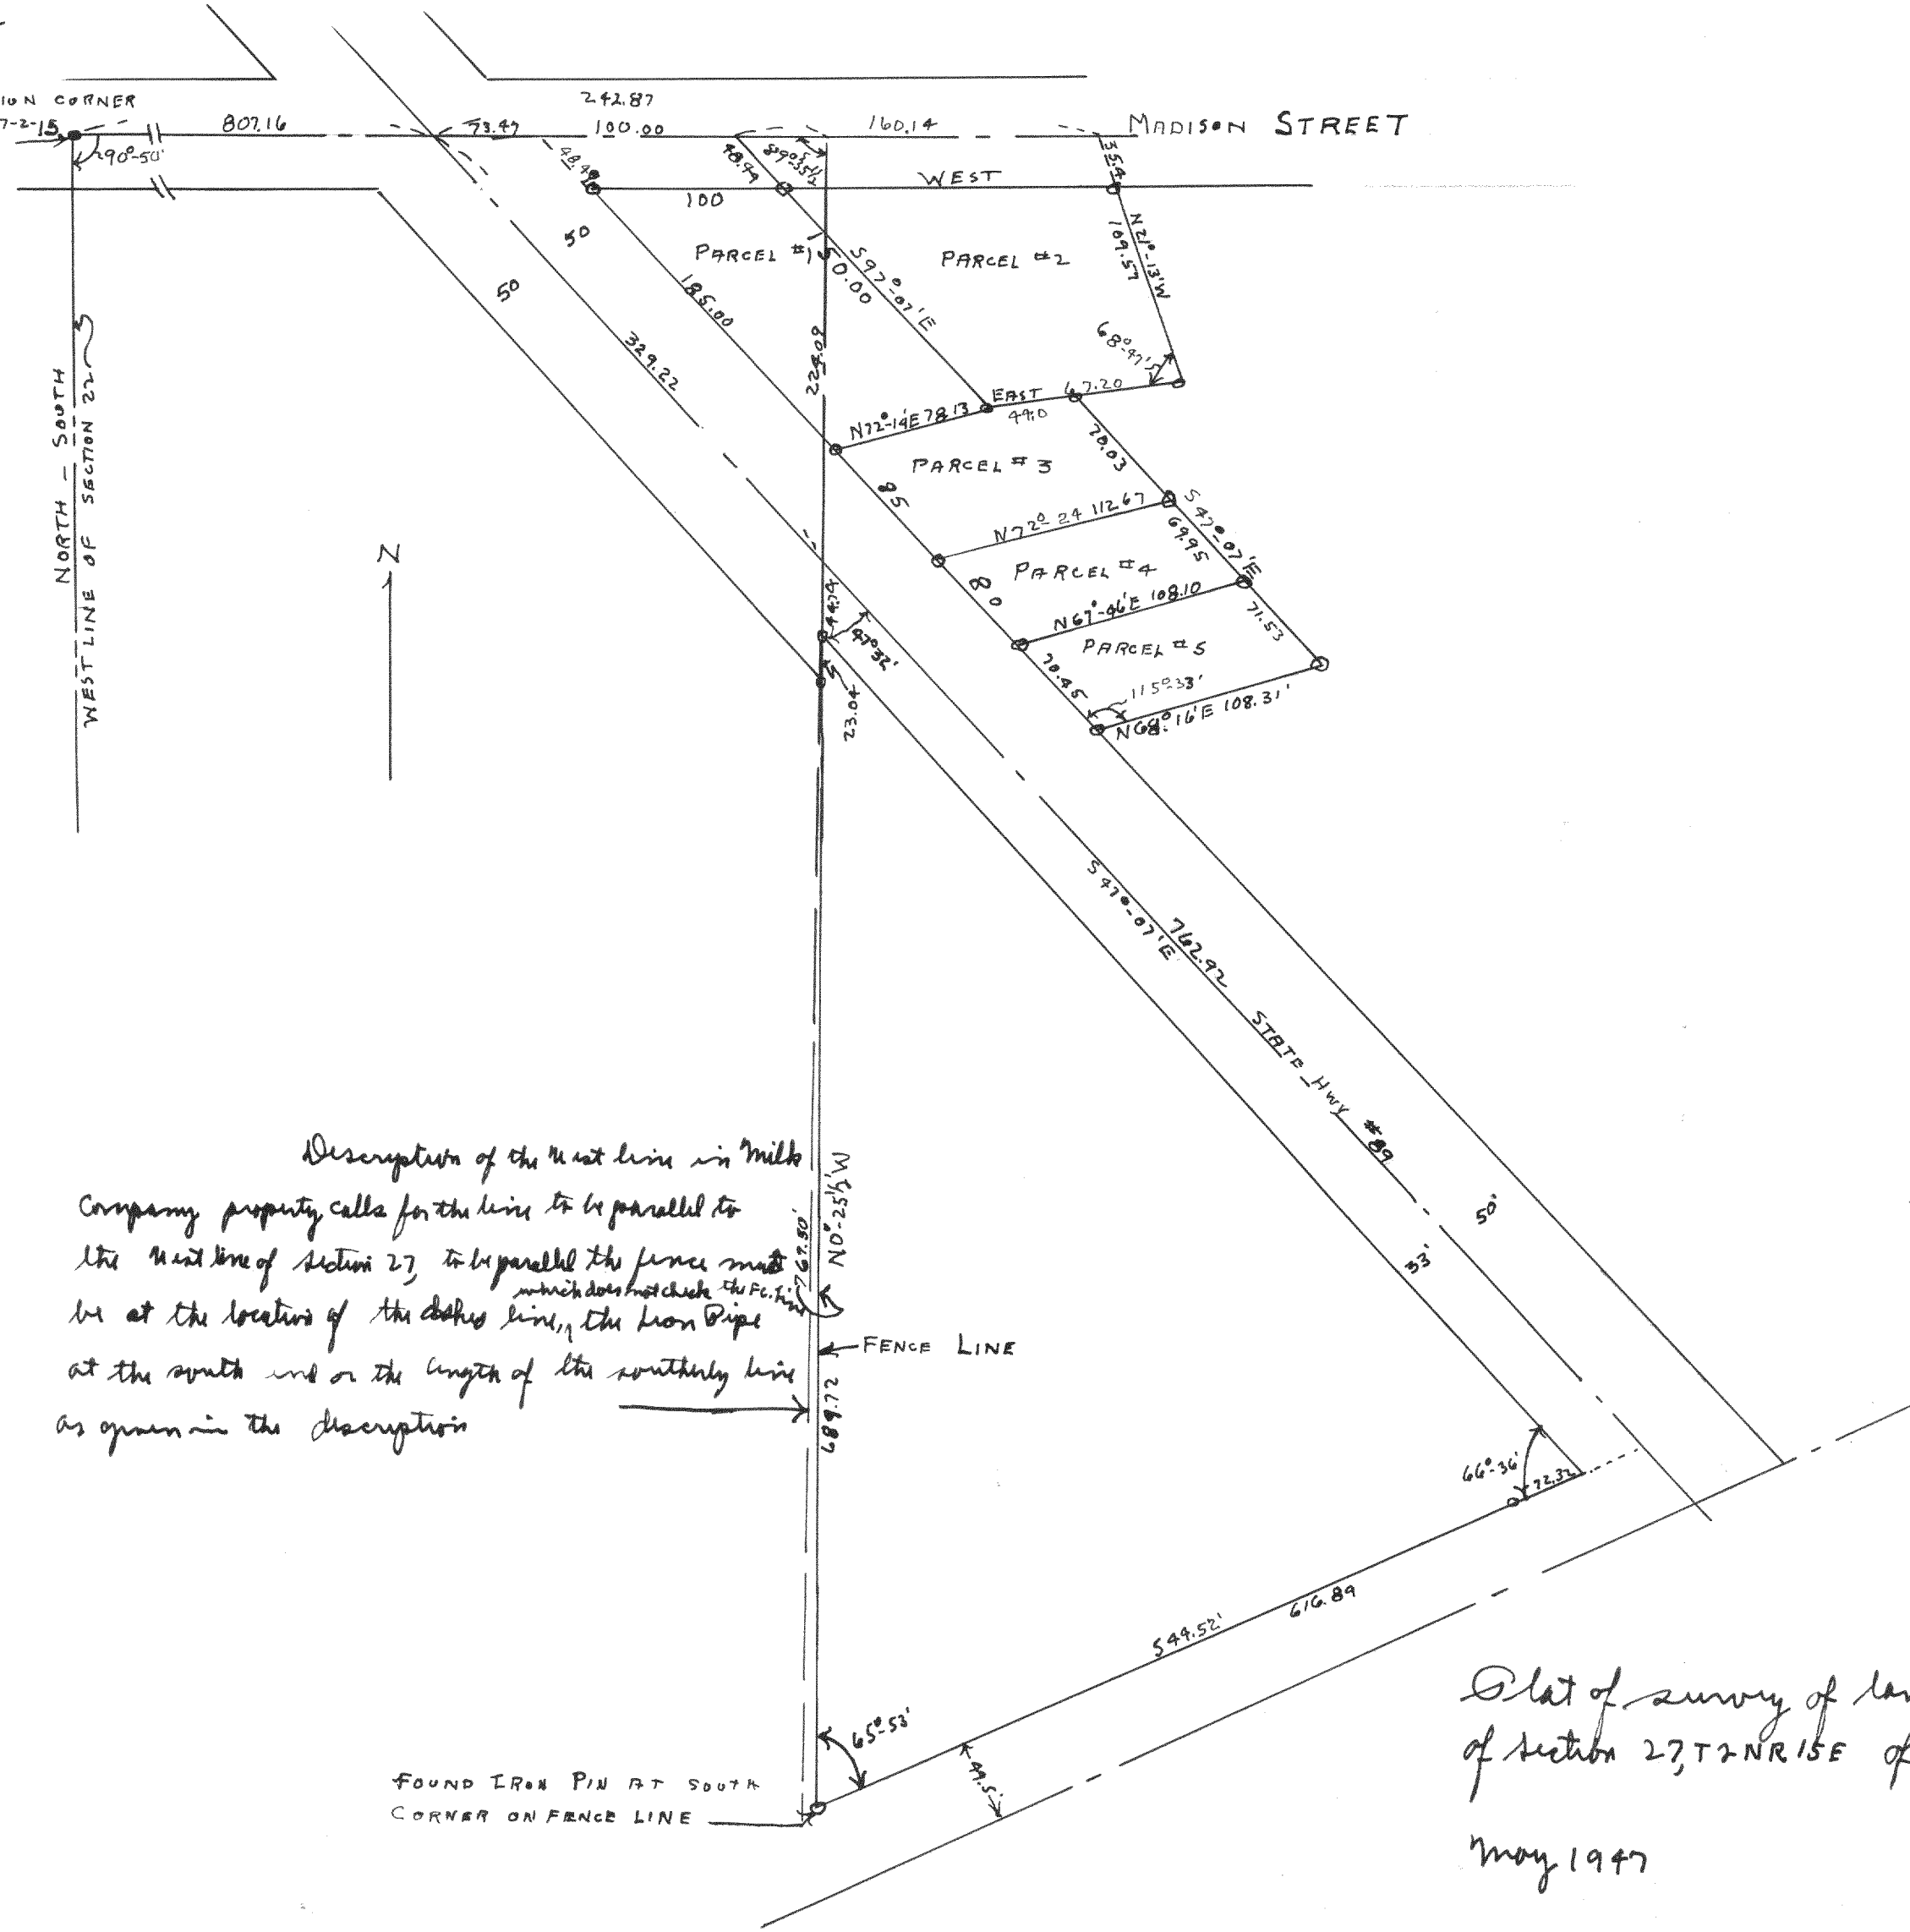 ION CORNER
7-2-15
807.16
73.47
242.87
100.00
160.14
MADISON STREET
290°-50'
48.49
48.94
89°-35½
35.4
100
WEST
50
50
PARCEL #1
50.00
S97°-07'E
PARCEL #2
N21°-13'W
109.57
185.00
329.22
224.09
68°-47'
NORTH - SOUTH
WEST LINE OF SECTION 22
N
N72°-14'E 78.13
EAST 67.20
49.0
PARCEL #3
70.03
85
N72°-24 112.67
S47°-07'E
69.95
PARCEL #4
80
N67°-46'E 108.10
71.53
PARCEL #5
70.45
115°-33'
N68°-16'E 108.31'
44.74
47°32'
23.04
S47°-07'E
762.92
STATE HWY #89
50'
33'
Description of the West line in Milk
Company property calls for the line to be parallel to
the West line of section 27, to be parallel the fence must
which does not check the Fc. Line
be at the location of the dashed line, the Iron Pipe
at the south end or the length of the southerly line
as given in the description
767.50'
N0°-25½'W
FENCE LINE
689.72
66°-36'
72.32
544.52'
616.89
65°-53'
49.5'
FOUND IRON PIN AT SOUTH
CORNER ON FENCE LINE
Plat of survey of lan
of section 27, T2NR15E of
May 1947